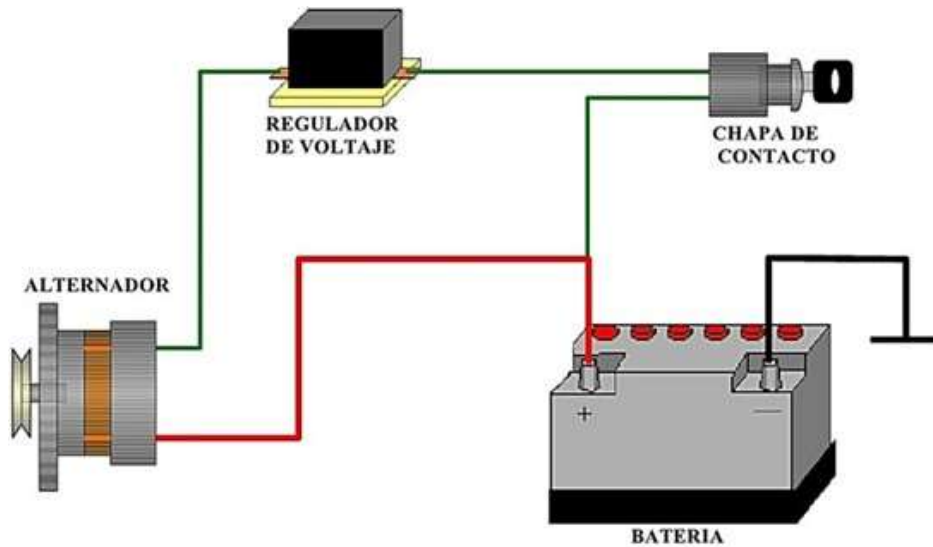 REGULADOR
DE VOLTAJE
CHAPA DE
CONTACTO
ALTERNADOR
+
—
BATERIA